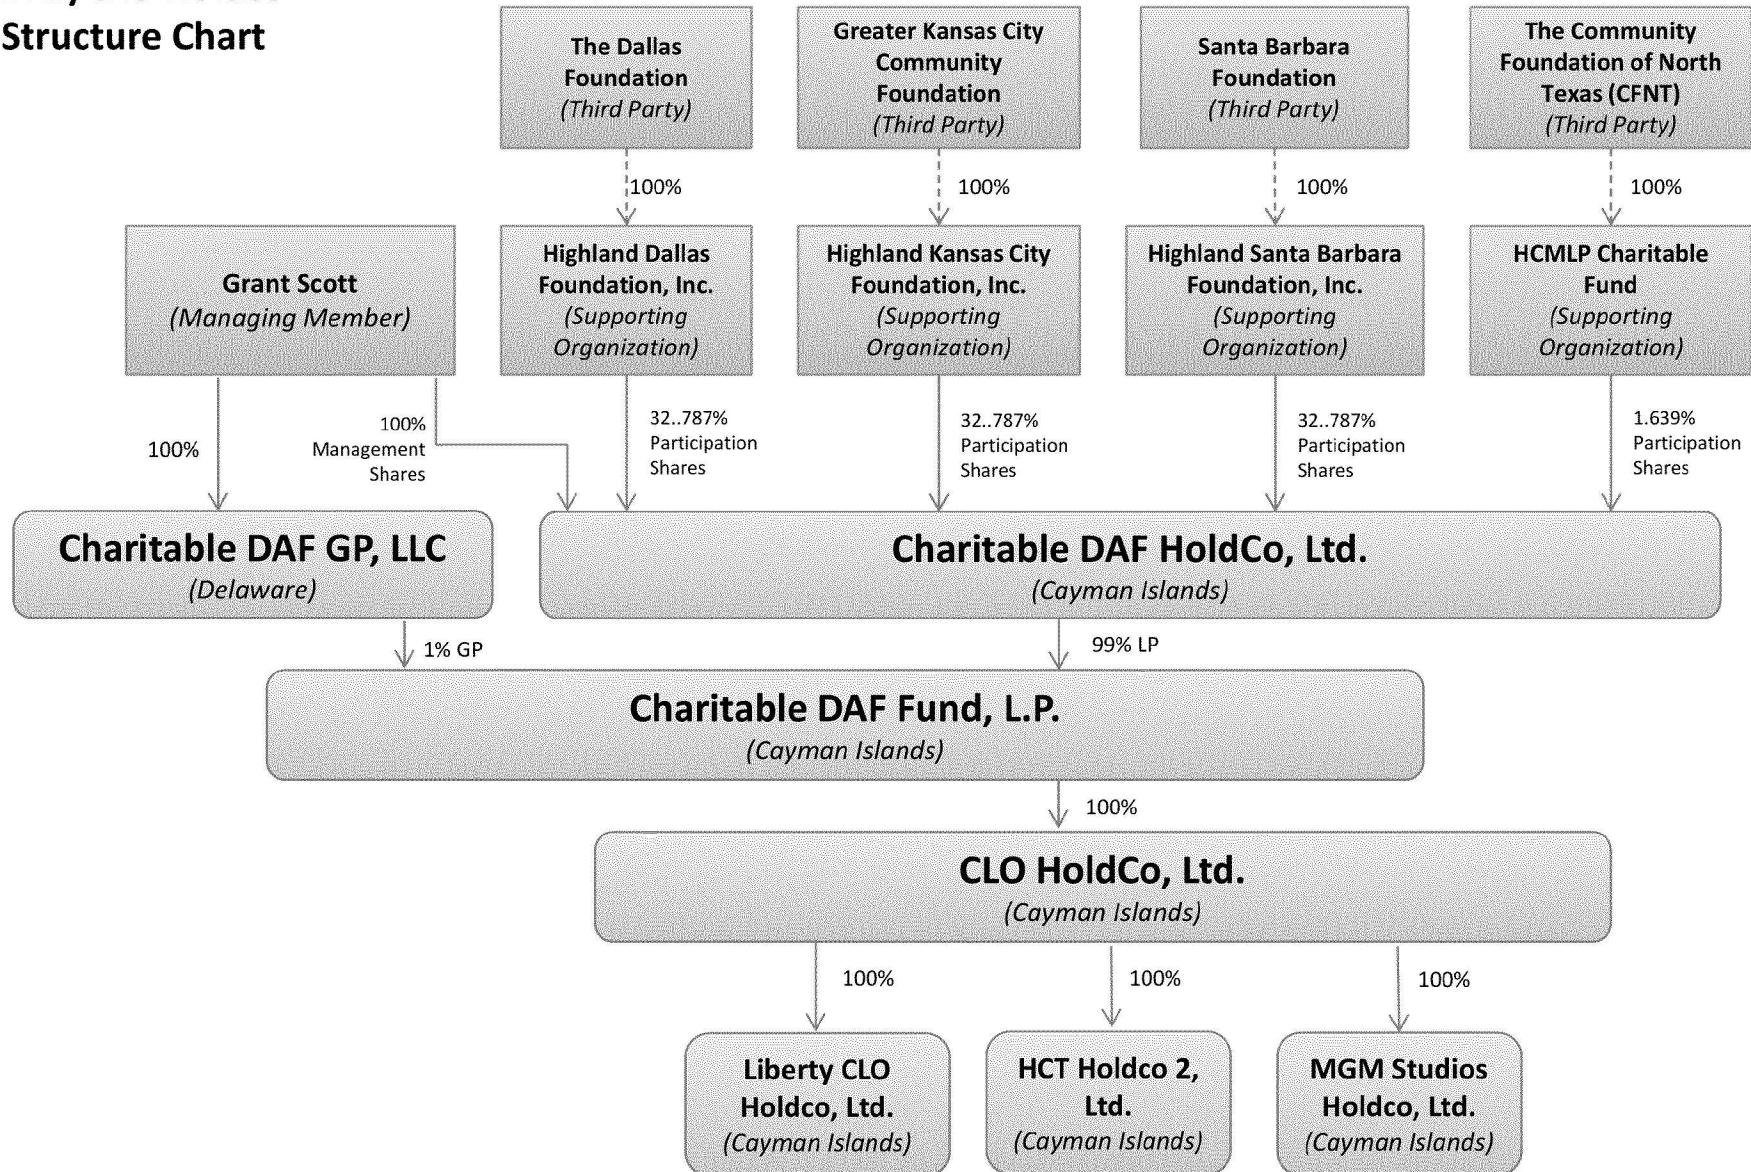 Structure Chart
The Dallas
Foundation
(Third Party)
Greater Kansas City
Community
Foundation
(Third Party)
Santa Barbara
Foundation
(Third Party)
The Community
Foundation of North
Texas (CFNT)
(Third Party)
100%
100%
100%
100%
Grant Scott
(Managing Member)
Highland Dallas
Foundation, Inc.
(Supporting
Organization)
Highland Kansas City
Foundation, Inc.
(Supporting
Organization)
Highland Santa Barbara
Foundation, Inc.
(Supporting
Organization)
HCMLP Charitable
Fund
(Supporting
Organization)
100%
100%
Management
Shares
32..787%
Participation
Shares
32..787%
Participation
Shares
32..787%
Participation
Shares
1.639%
Participation
Shares
Charitable DAF GP, LLC
(Delaware)
Charitable DAF HoldCo, Ltd.
(Cayman Islands)
1% GP
99% LP
Charitable DAF Fund, L.P.
(Cayman Islands)
100%
CLO HoldCo, Ltd.
(Cayman Islands)
100%
100%
100%
Liberty CLO
Holdco, Ltd.
(Cayman Islands)
HCT Holdco 2,
Ltd.
(Cayman Islands)
MGM Studios
Holdco, Ltd.
(Cayman Islands)